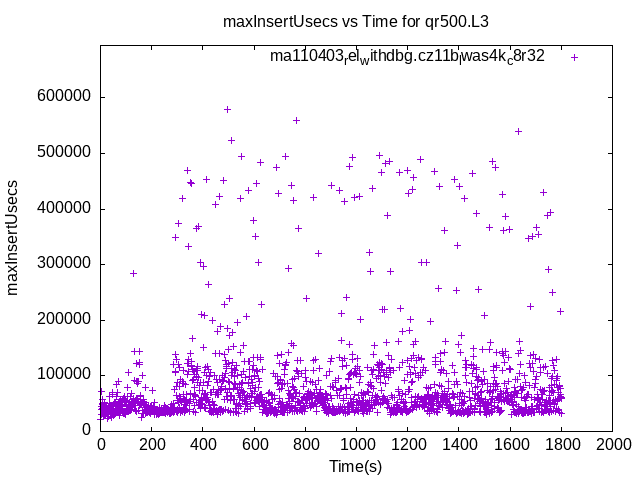 maxInsertUsecs vs Time for qr500.L3
ma110403relwithdbg.cz11blwas4kc8r32
600000
500000
400000
300000
200000
100000
0
maxInsertUsecs
0 200 400 600 800 1000 1200 1400 1600 1800 2000
Time(s)